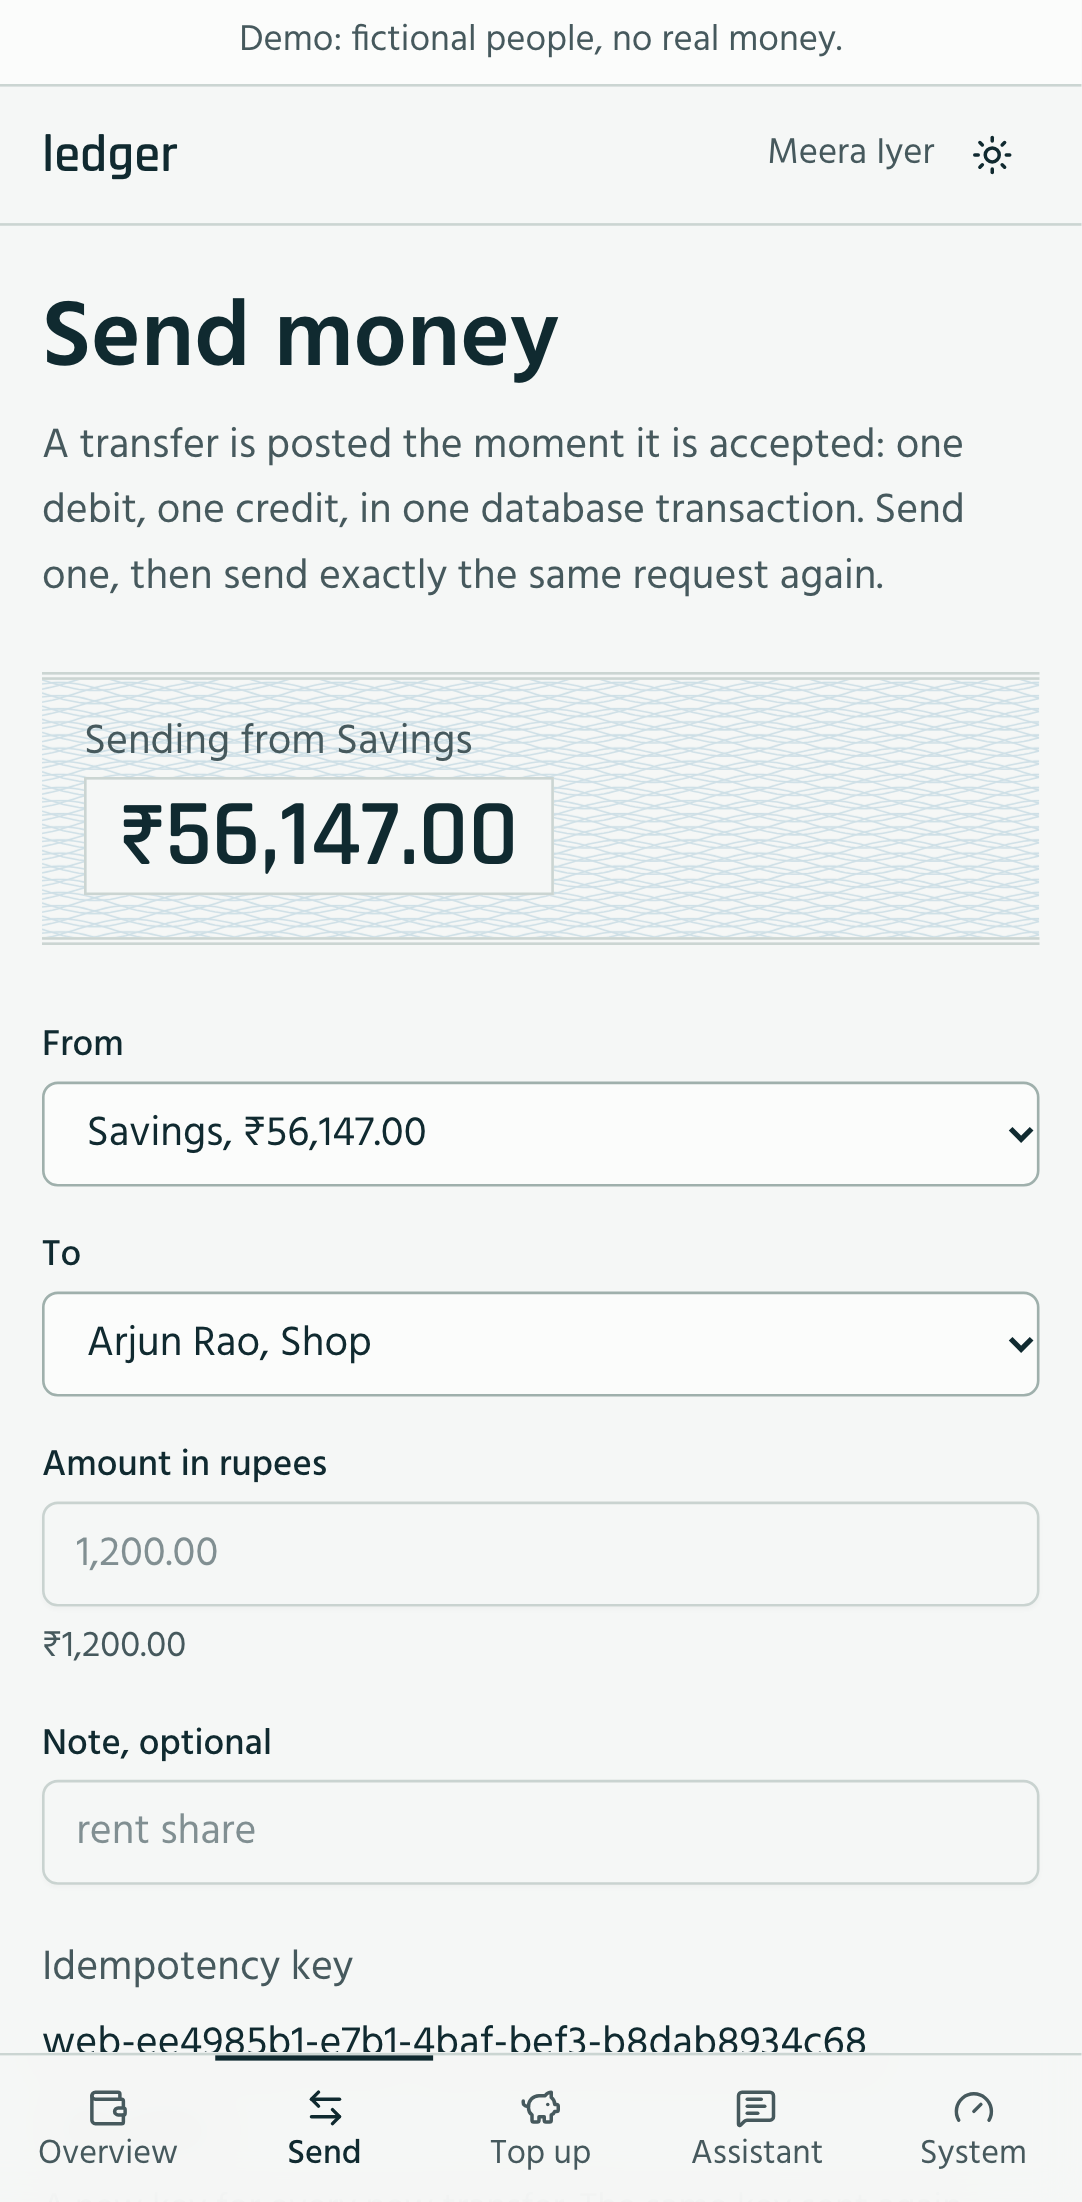 Demo: fictional people, no real money.
ledger
Meera Iyer
Send money
A transfer is posted the moment it is accepted: one
debit, one credit, in one database transaction. Send
one, then send exactly the same request again.
Sending from Savings
₹56,147.00
From
Savings, ₹56,147.00
To
Arjun Rao, Shop
Amount in rupees
1,200.00
₹1,200.00
Note, optional
rent share
Idempotency key
web-ee4985b1-e7b1-4baf-bef3-b8dab8934c68
Overview
Send
Top up
Assistant
System